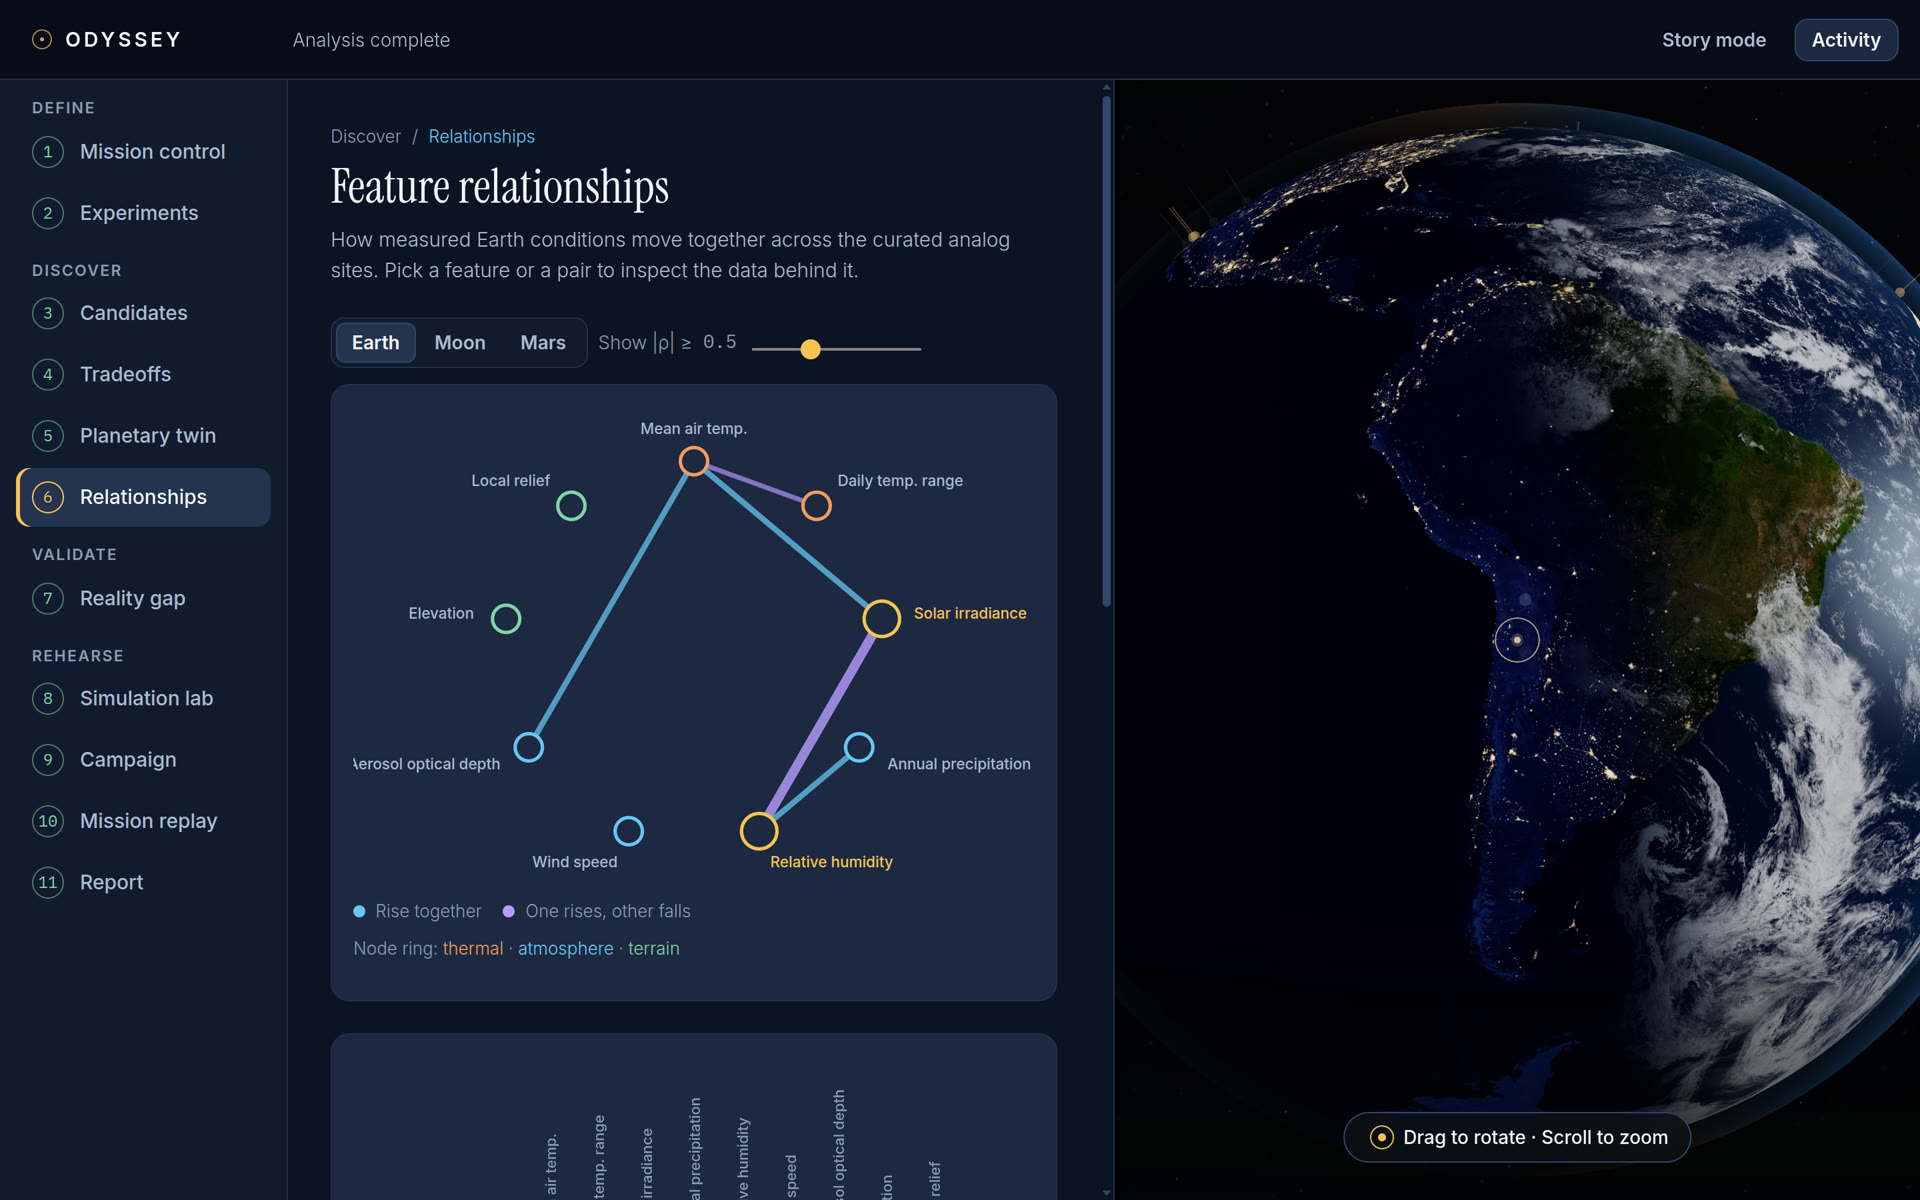 ODYSSEY
Analysis complete
Story mode
Activity
DEFINE
1 Mission control
2 Experiments
DISCOVER
3 Candidates
4 Tradeoffs
5 Planetary twin
6 Relationships
VALIDATE
7 Reality gap
REHEARSE
8 Simulation lab
9 Campaign
10 Mission replay
11 Report
Discover / Relationships
Feature relationships
How measured Earth conditions move together across the curated analog
sites. Pick a feature or a pair to inspect the data behind it.
Earth Moon Mars Show |ρ| ≥ 0.5
Mean air temp.
Local relief
Daily temp. range
Elevation
Solar irradiance
Aerosol optical depth
Annual precipitation
Wind speed
Relative humidity
Rise together
One rises, other falls
Node ring: thermal · atmosphere · terrain
air temp.
temp. range
irradiance
al precipitation
ve humidity
speed
sol optical depth
tion
relief
Drag to rotate · Scroll to zoom